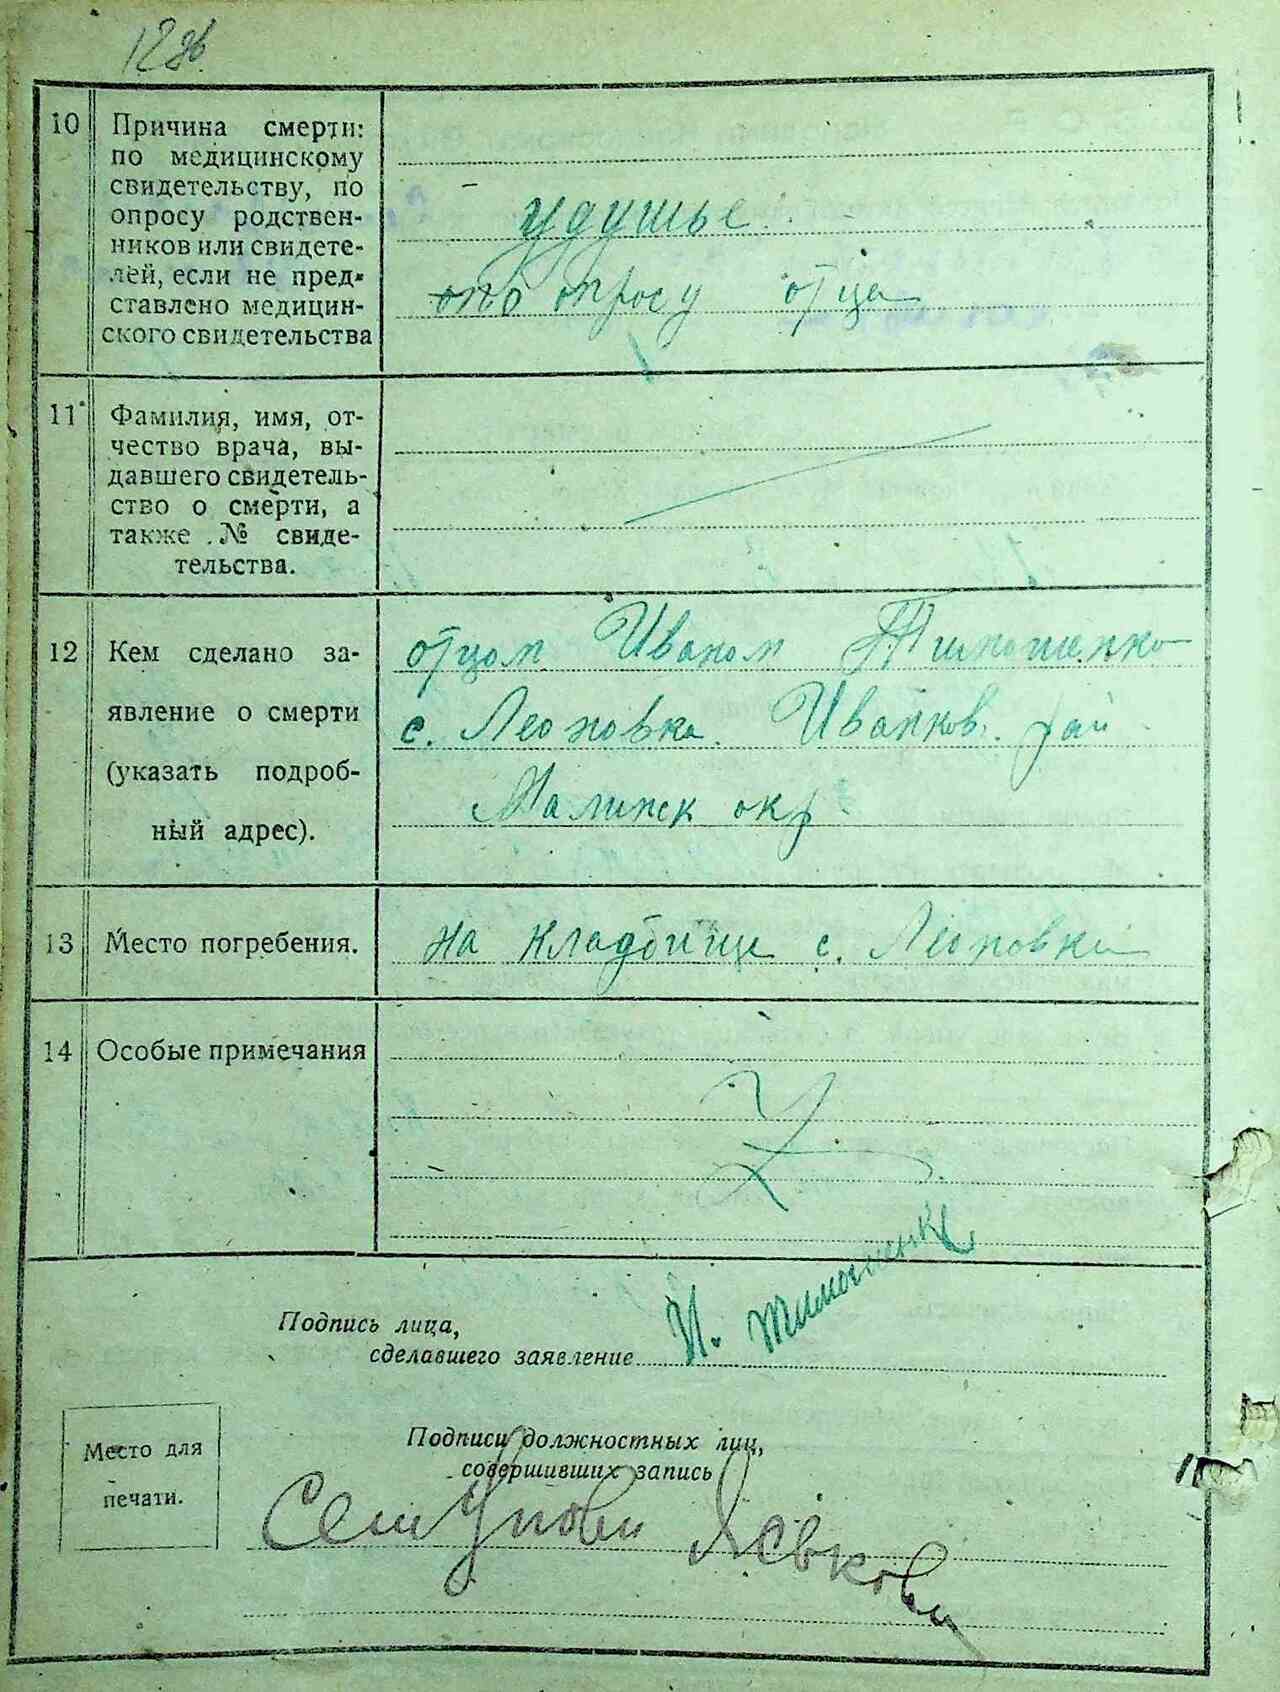 12об
10
Причина смерти:
по медицинскому
свидетельству, по
опросу родствен-
ников или свидете-
лей, если не пред-
ставлено медицин-
ского свидетельства
удушье.
опо опросу отца
11
Фамилия, имя, от-
чество врача, вы-
давшего свидетель-
ство о смерти, а
также № свиде-
тельства.
12
Кем сделано за-
явление о смерти
(указать подроб-
ный адрес).
отцом Иваном Тимошенко
с. Леоновка Иванков. рай
Малинск окр.
13
Место погребения.
на кладбище с. Леоновки
14
Особые примечания
Подпись лица,
сделавшего заявление
И. Тимошенк
Подписи должностных лиц,
совершивших запись
Место для
печати.